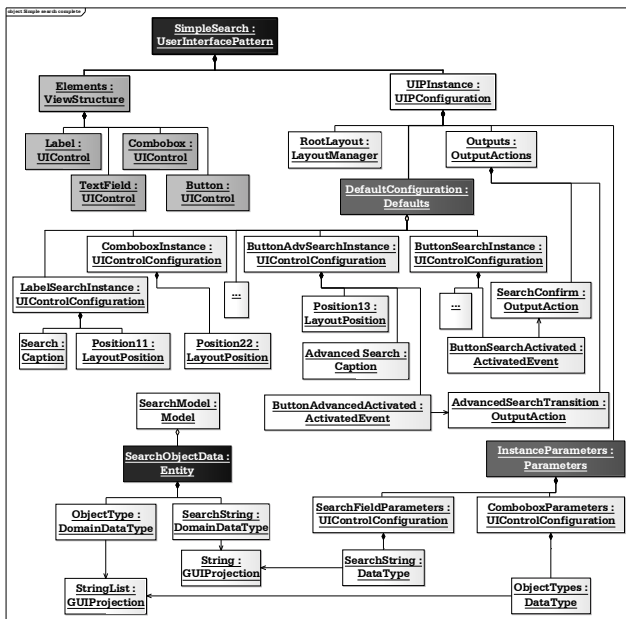 object Simple search complete
SimpleSearch :
UserInterfacePattern
Elements :
ViewStructure
UIPInstance :
UIPConfiguration
Label :
UIControl
Combobox :
UIControl
TextField :
UIControl
Button :
UIControl
RootLayout :
LayoutManager
Outputs :
OutputActions
DefaultConfiguration :
Defaults
ComboboxInstance :
UIControlConfiguration
ButtonAdvSearchInstance :
UIControlConfiguration
ButtonSearchInstance :
UIControlConfiguration
LabelSearchInstance :
UIControlConfiguration
...
Position13 :
LayoutPosition
...
SearchConfirm :
OutputAction
Search :
Caption
Position11 :
LayoutPosition
Position22 :
LayoutPosition
Advanced Search :
Caption
ButtonSearchActivated :
ActivatedEvent
SearchModel :
Model
ButtonAdvancedActivated :
ActivatedEvent
AdvancedSearchTransition :
OutputAction
SearchObjectData :
Entity
InstanceParameters :
Parameters
ObjectType :
DomainDataType
SearchString :
DomainDataType
SearchFieldParameters :
UIControlConfiguration
ComboboxParameters :
UIControlConfiguration
String :
GUIProjection
SearchString :
DataType
StringList :
GUIProjection
ObjectTypes :
DataType